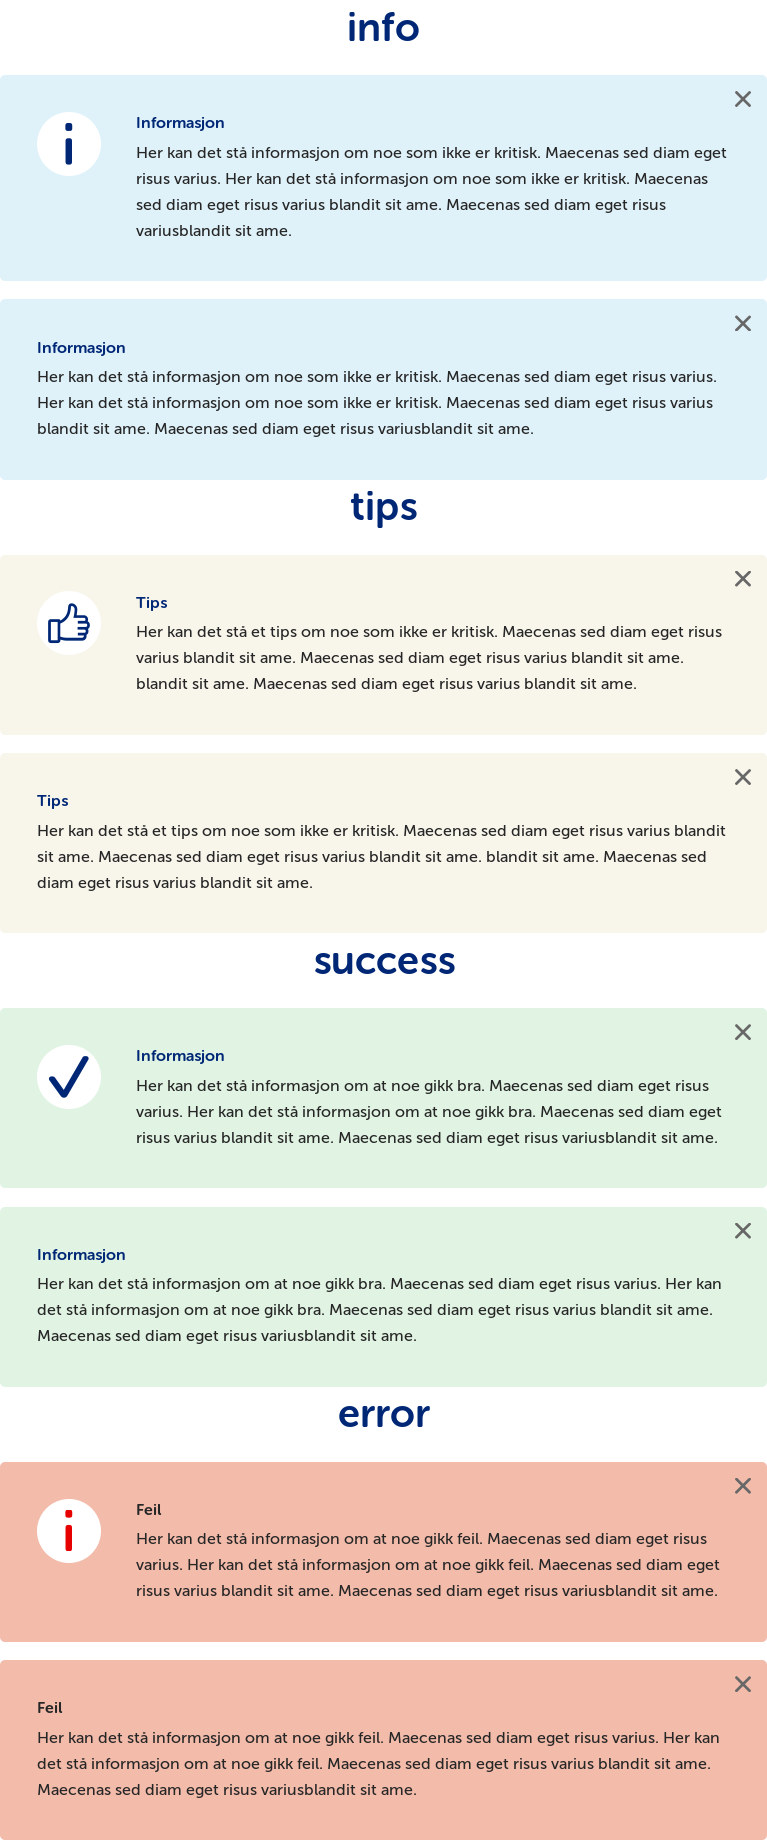 info
Informasjon
Her kan det stå informasjon om noe som ikke er kritisk. Maecenas sed diam eget
risus varius. Her kan det stå informasjon om noe som ikke er kritisk. Maecenas
sed diam eget risus varius blandit sit ame. Maecenas sed diam eget risus
variusblandit sit ame.
Informasjon
Her kan det stå informasjon om noe som ikke er kritisk. Maecenas sed diam eget risus varius.
Her kan det stå informasjon om noe som ikke er kritisk. Maecenas sed diam eget risus varius
blandit sit ame. Maecenas sed diam eget risus variusblandit sit ame.
tips
Tips
Her kan det stå et tips om noe som ikke er kritisk. Maecenas sed diam eget risus
varius blandit sit ame. Maecenas sed diam eget risus varius blandit sit ame.
blandit sit ame. Maecenas sed diam eget risus varius blandit sit ame.
Tips
Her kan det stå et tips om noe som ikke er kritisk. Maecenas sed diam eget risus varius blandit
sit ame. Maecenas sed diam eget risus varius blandit sit ame. blandit sit ame. Maecenas sed
diam eget risus varius blandit sit ame.
success
Informasjon
Her kan det stå informasjon om at noe gikk bra. Maecenas sed diam eget risus
varius. Her kan det stå informasjon om at noe gikk bra. Maecenas sed diam eget
risus varius blandit sit ame. Maecenas sed diam eget risus variusblandit sit ame.
Informasjon
Her kan det stå informasjon om at noe gikk bra. Maecenas sed diam eget risus varius. Her kan
det stå informasjon om at noe gikk bra. Maecenas sed diam eget risus varius blandit sit ame.
Maecenas sed diam eget risus variusblandit sit ame.
error
Feil
Her kan det stå informasjon om at noe gikk feil. Maecenas sed diam eget risus
varius. Her kan det stå informasjon om at noe gikk feil. Maecenas sed diam eget
risus varius blandit sit ame. Maecenas sed diam eget risus variusblandit sit ame.
Feil
Her kan det stå informasjon om at noe gikk feil. Maecenas sed diam eget risus varius. Her kan
det stå informasjon om at noe gikk feil. Maecenas sed diam eget risus varius blandit sit ame.
Maecenas sed diam eget risus variusblandit sit ame.